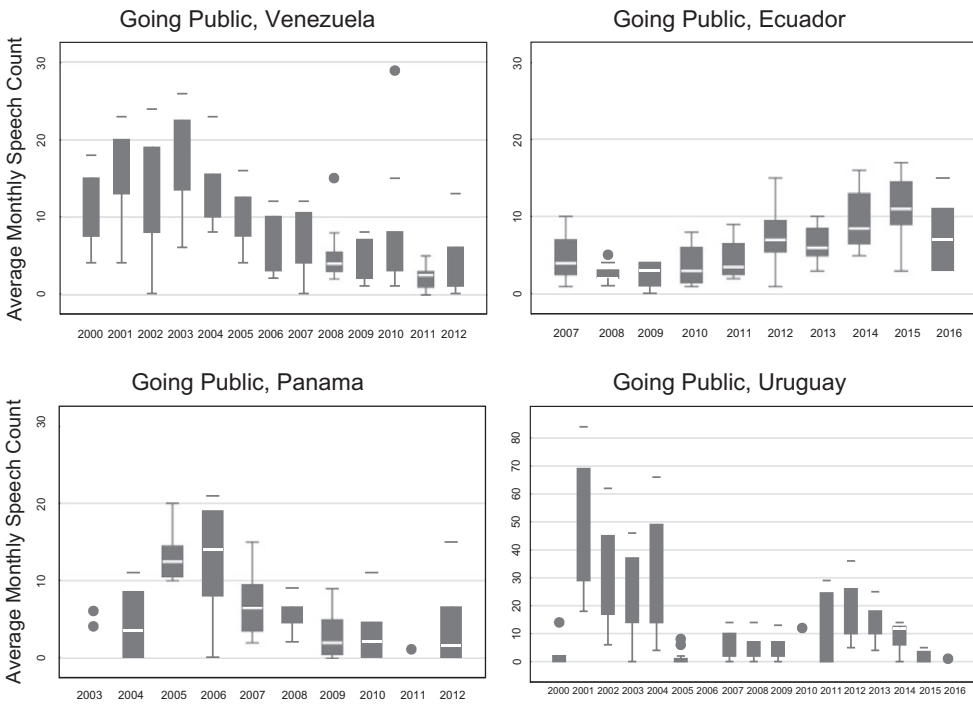 Going Public, Venezuela
Average Monthly Speech Count
30
20
10
0
2000 2001 2002 2003 2004 2005 2006 2007 2008 2009 2010 2011 2012
Going Public, Ecuador
30
20
10
0
2007 2008 2009 2010 2011 2012 2013 2014 2015 2016
Going Public, Panama
Average Monthly Speech Count
30
20
10
0
2003 2004 2005 2006 2007 2008 2009 2010 2011 2012
Going Public, Uruguay
80
70
60
50
40
30
20
10
0
2000 2001 2002 2003 2004 2005 2006 2007 2008 2009 2010 2011 2012 2013 2014 2015 2016